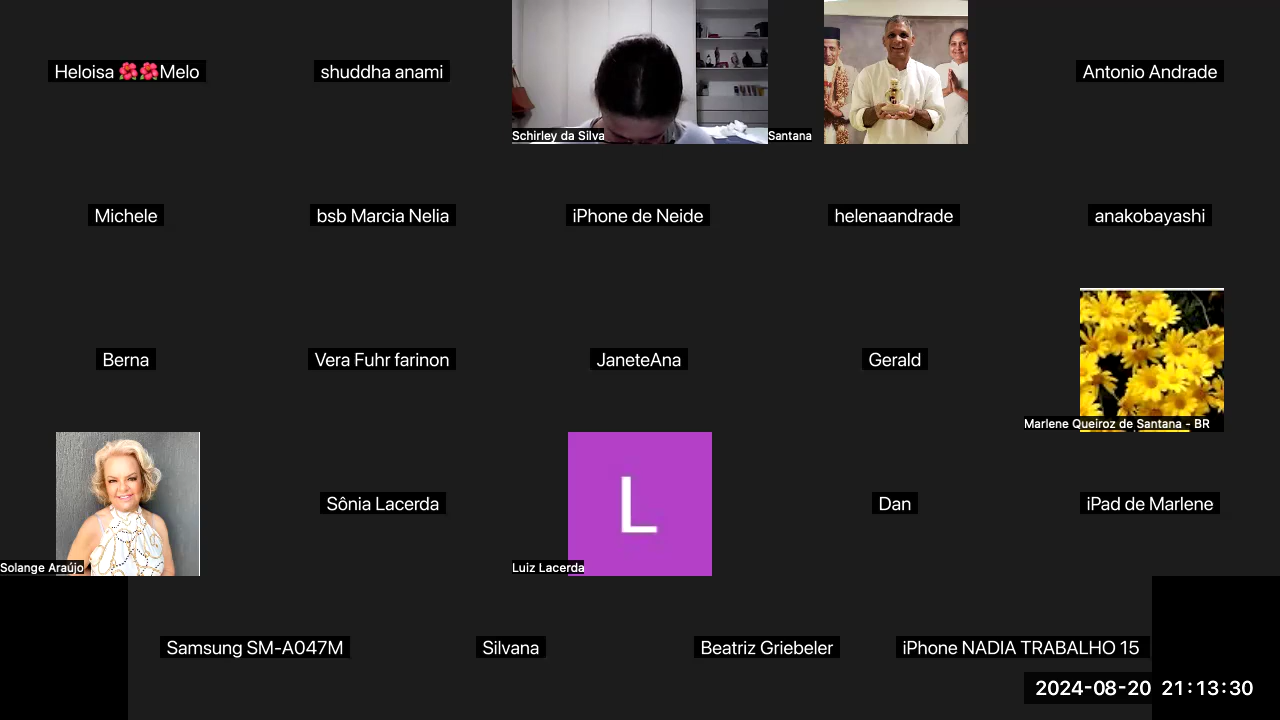 Heloisa 🌺🌺Melo
shuddha anami
Schirley da Silva
Santana
Antonio Andrade
Michele
bsb Marcia Nelia
iPhone de Neide
helenaandrade
anakobayashi
Berna
Vera Fuhr farinon
JaneteAna
Gerald
Marlene Queiroz de Santana - BR
Solange Araújo
Sônia Lacerda
L
Luiz Lacerda
Dan
iPad de Marlene
Samsung SM-A047M
Silvana
Beatriz Griebeler
iPhone NADIA TRABALHO 15
2024-08-20 21:13:30